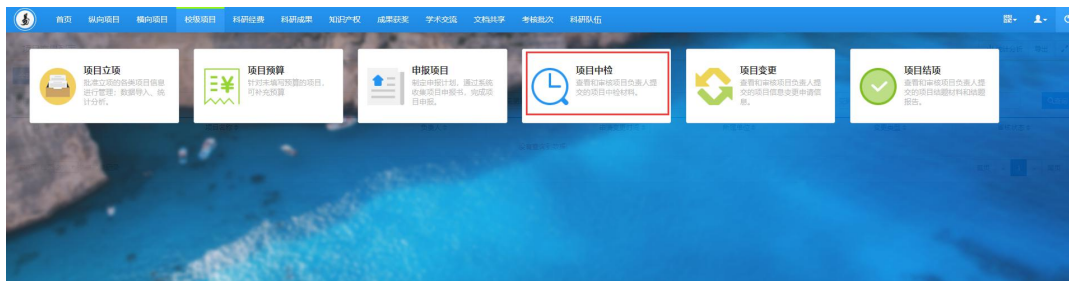 首页 纵向项目 横向项目 校级项目 科研经费 科研成果 知识产权 成果获奖 学术交流 文档共享 考核批次 科研队伍
项目立项
批准立项的各类项目信息
进行管理；数据导入、统
计分析。
项目预算
针对未填写预算的项目，
可补充预算
申报项目
制定申报计划，通过系统
收集项目申报书，完成项
目申报。
项目中检
查看和审核项目负责人提
交的项目中检材料。
项目变更
查看和审核项目负责人提
交的项目信息变更申请信
息。
项目结项
查看和审核项目负责人提
交的项目结题材料和结题
报告。